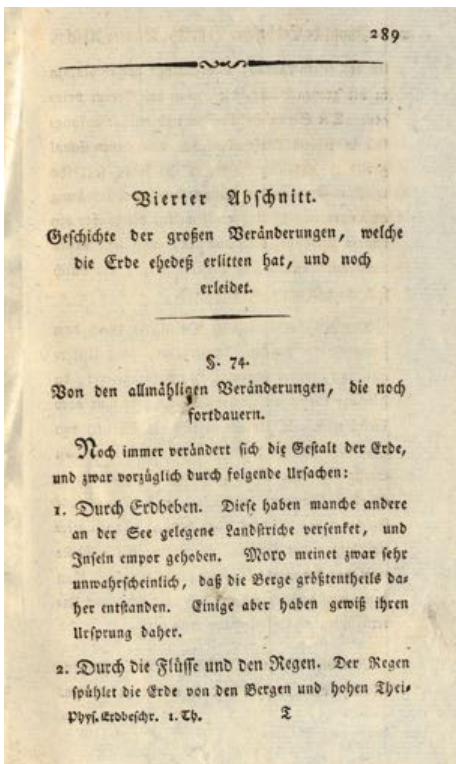 289
Vierter Abschnitt.
Geschichte der großen Veränderungen, welche
die Erde ehedeß erlitten hat, und noch
erleidet.
§. 74.
Von den allmähligen Veränderungen, die noch
fortdauern.
Noch immer verändert sich die Gestalt der Erde,
und zwar vorzüglich durch folgende Ursachen:
1. Durch Erdbeben. Diese haben manche andere
an der See gelegene Landstriche versenket, und
Inseln empor gehoben. Moro meinet zwar sehr
unwahrscheinlich, daß die Berge größtentheils da=
her entstanden. Einige aber haben gewiß ihren
Ursprung daher.
2. Durch die Flüsse und den Regen. Der Regen
spühlet die Erde von den Bergen und hohen Thei=
Phys. Erdbeschr. 1. Th. T